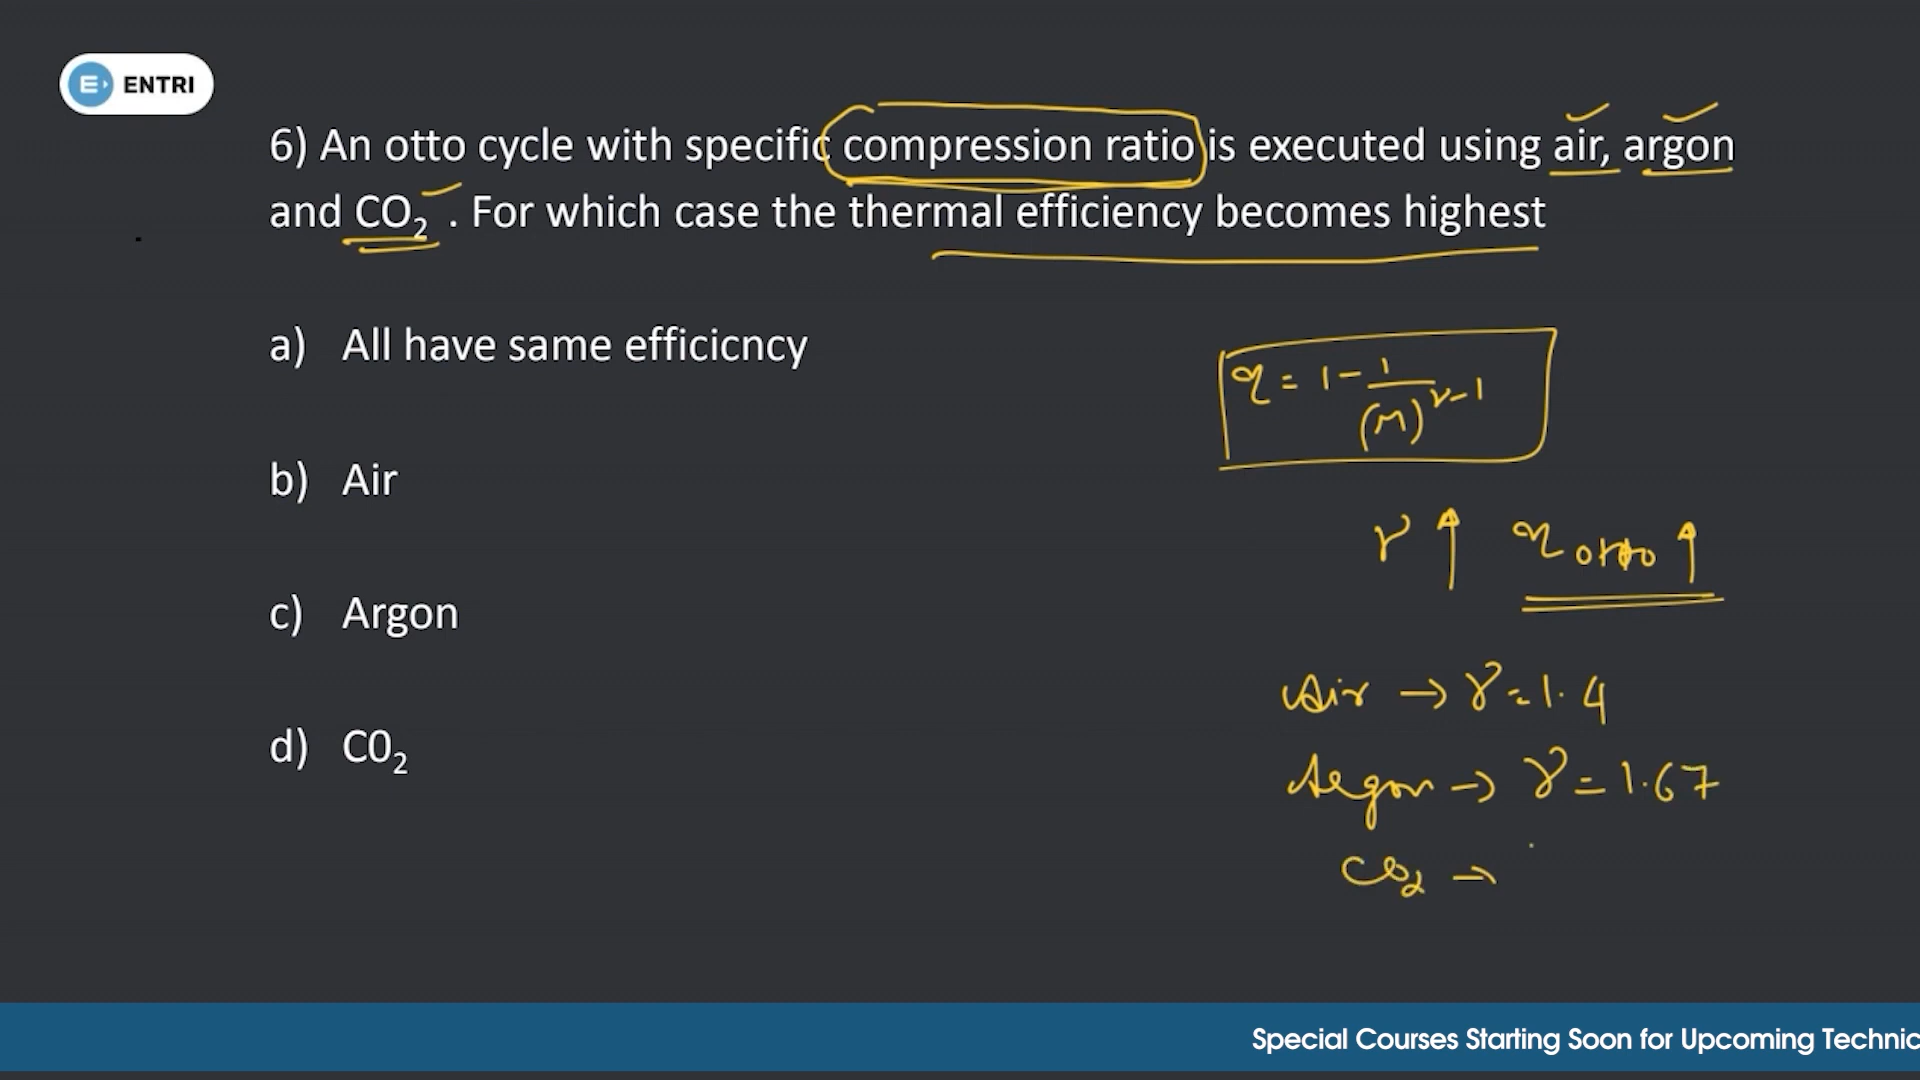 ENTRI
6) An otto cycle with specific compression ratio is executed using air, argon
and CO₂ . For which case the thermal efficiency becomes highest
a) All have same efficicncy
b) Air
c) Argon
d) C0₂
η = 1 - 1/(r)^γ-1
γ ↑ η otto ↑
Air → γ = 1.4
Argon → γ = 1.67
CO₂ →
Special Courses Starting Soon for Upcoming Technic